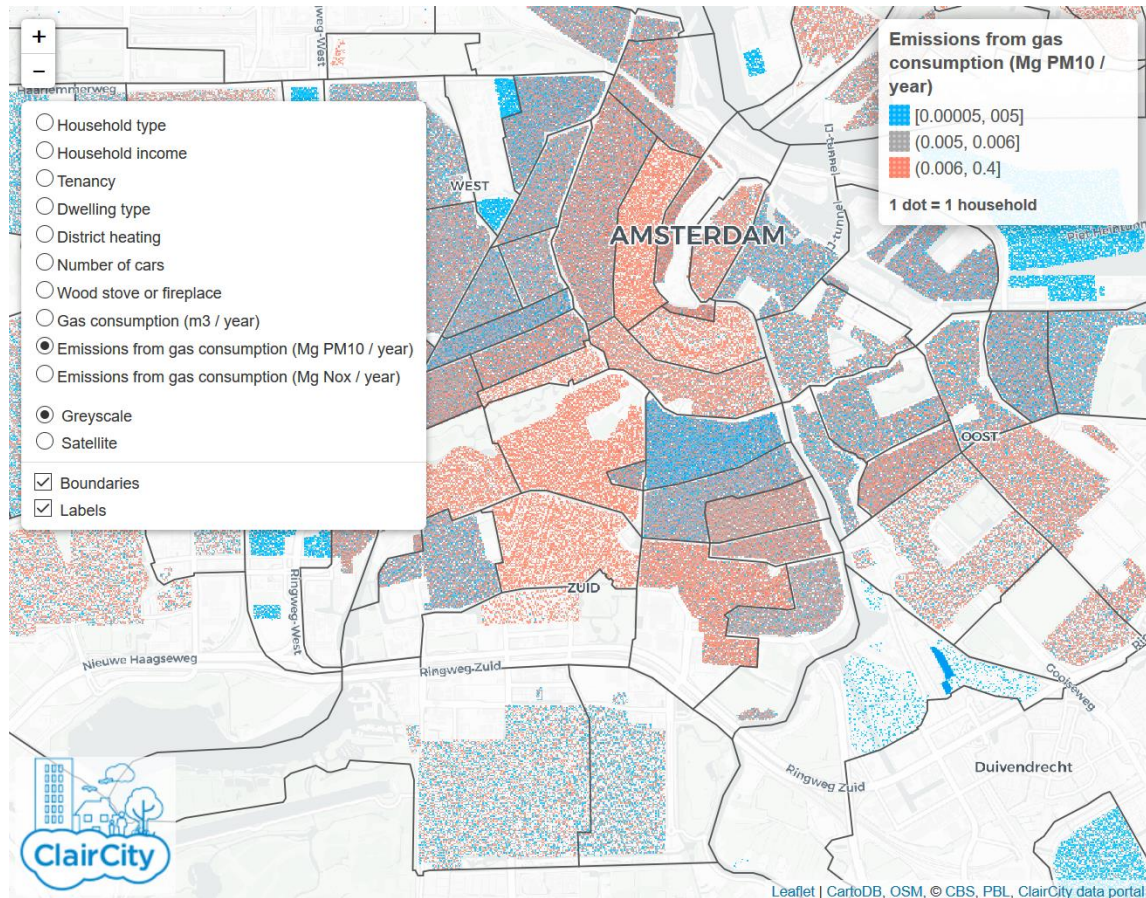 +
−
Haarlemmerweg
Ringweg-West
Household type
Household income
Tenancy
Dwelling type
District heating
Number of cars
Wood stove or fireplace
Gas consumption (m3 / year)
Emissions from gas consumption (Mg PM10 / year)
Emissions from gas consumption (Mg Nox / year)
Greyscale
Satellite
Boundaries
Labels
Emissions from gas
consumption (Mg PM10 /
year)
[0.00005, 005]
(0.005, 0.006]
(0.006, 0.4]
1 dot = 1 household
WEST
AMSTERDAM
IJ-tunnel
IJ-tunnel
OOST
ZUID
Ringweg-West
Nieuwe Haagseweg
Ringweg Zuid
Gooiseweg
Ringweg Zuid
Duivendrecht
ClairCity
Leaflet | CartoDB, OSM, © CBS, PBL, ClairCity data portal